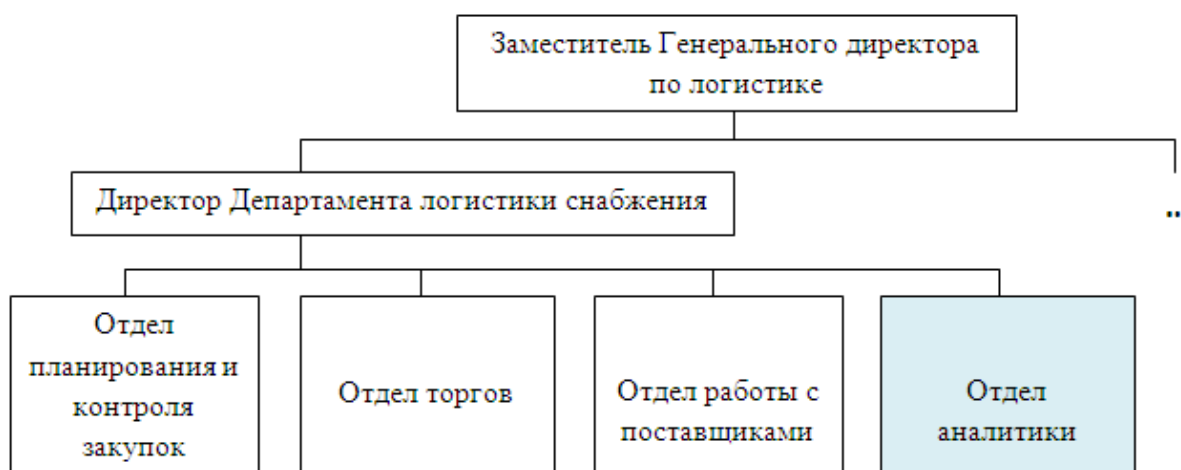 Заместитель Генерального директора
по логистике
Директор Департамента логистики снабжения
..
Отдел
планирования и
контроля
закупок
Отдел торгов
Отдел работы с
поставщиками
Отдел
аналитики